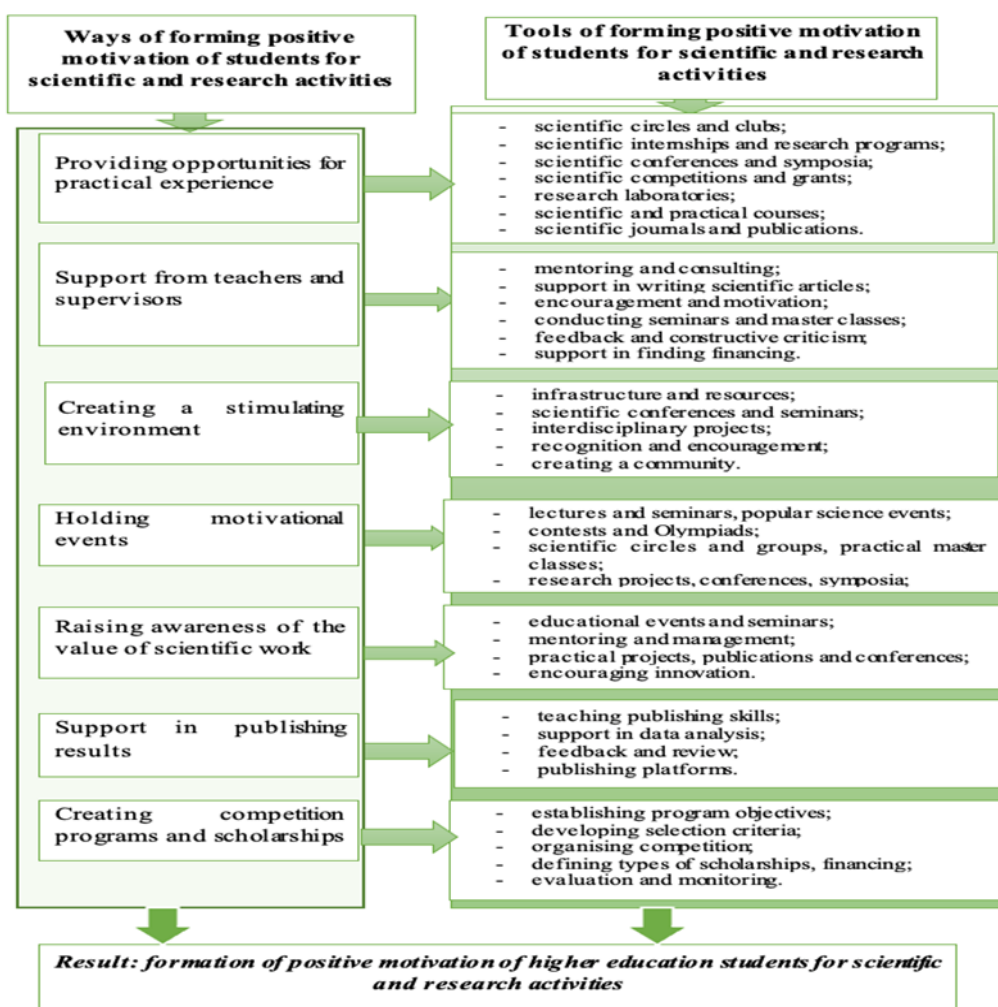 Ways of forming positive
motivation of students for
scientific and research activities
Tools of forming positive motivation
of students for scientific and research
activities
Providing opportunities for
practical experience
- scientific circles and clubs;
- scientific internships and research programs;
- scientific conferences and symposia;
- scientific competitions and grants;
- research laboratories;
- scientific and practical courses;
- scientific journals and publications.
Support from teachers and
supervisors
- mentoring and consulting;
- support in writing scientific articles;
- encouragement and motivation;
- conducting seminars and master classes;
- feedback and constructive criticism;
- support in finding financing.
Creating a stimulating
environment
- infrastructure and resources;
- scientific conferences and seminars;
- interdisciplinary projects;
- recognition and encouragement;
- creating a community.
Holding motivational
events
- lectures and seminars, popular science events;
- contests and Olympiads;
- scientific circles and groups, practical master
classes;
- research projects, conferences, symposia;
Raising awareness of the
value of scientific work
- educational events and seminars;
- mentoring and management;
- practical projects, publications and conferences;
- encouraging innovation.
Support in publishing
results
- teaching publishing skills;
- support in data analysis;
- feedback and review;
- publishing platforms.
Creating competition
programs and scholarships
- establishing program objectives;
- developing selection criteria;
- organising competition;
- defining types of scholarships, financing;
- evaluation and monitoring.
Result: formation of positive motivation of higher education students for scientific
and research activities